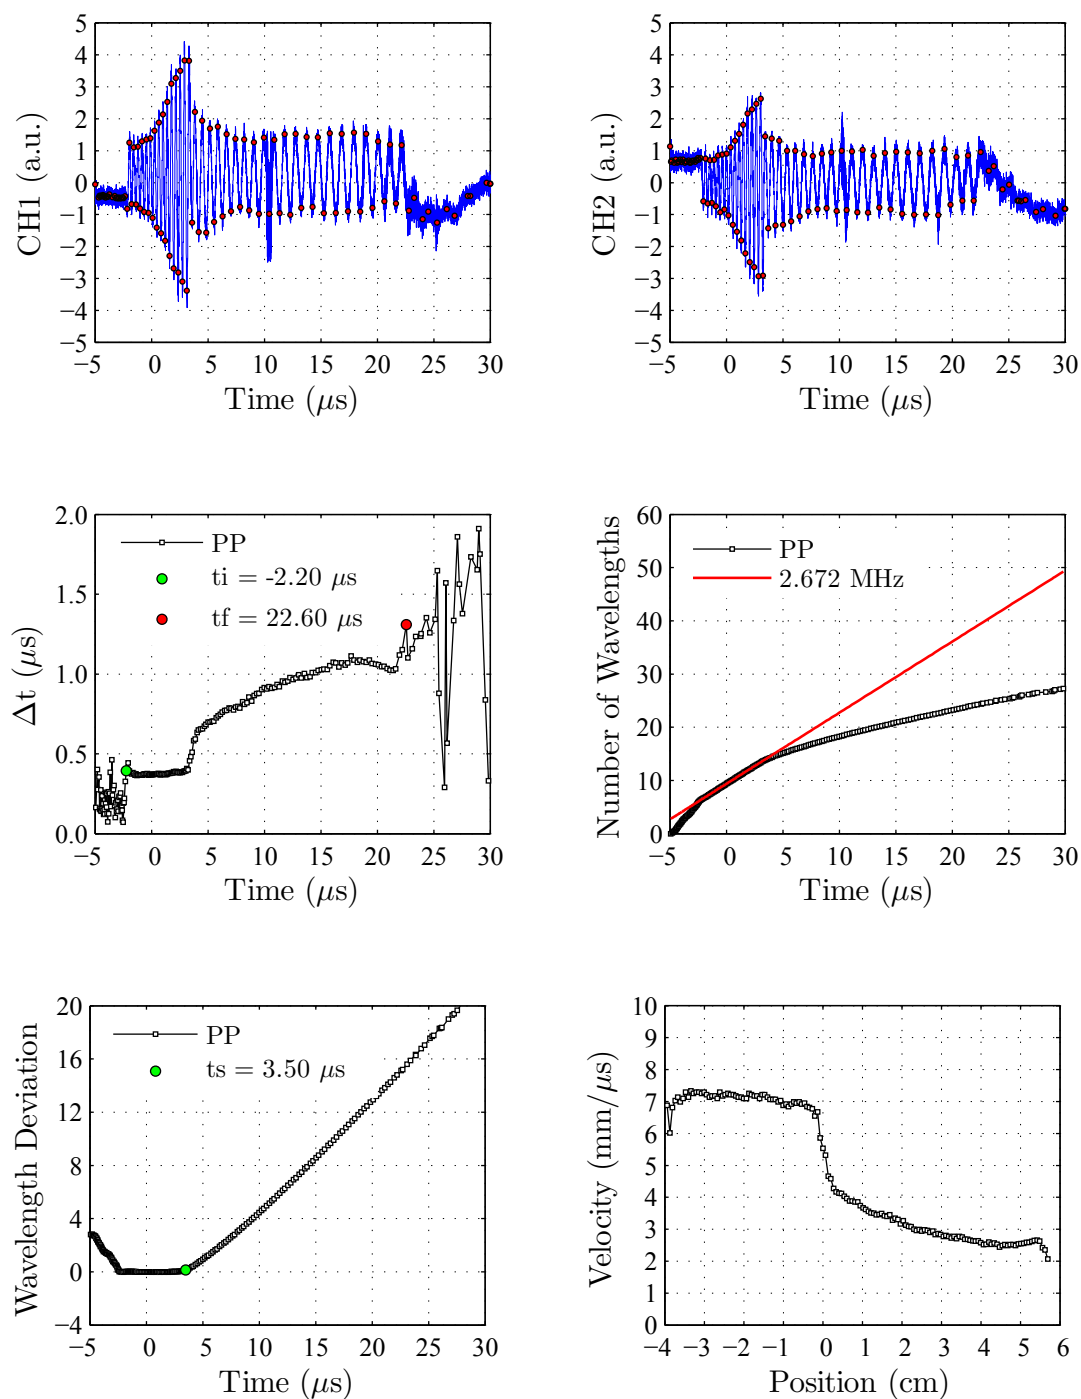 5
4
3
2
1
0
−1
−2
−3
−4
−5
CH1 (a.u.)
−5 0 5 10 15 20 25 30
Time (μs)
5
4
3
2
1
0
−1
−2
−3
−4
−5
CH2 (a.u.)
−5 0 5 10 15 20 25 30
Time (μs)
2.0
1.5
1.0
0.5
0.0
Δt (μs)
PP
ti = -2.20 μs
tf = 22.60 μs
−5 0 5 10 15 20 25 30
Time (μs)
60
50
40
30
20
10
0
Number of Wavelengths
PP
2.672 MHz
−5 0 5 10 15 20 25 30
Time (μs)
20
16
12
8
4
0
−4
Wavelength Deviation
PP
ts = 3.50 μs
−5 0 5 10 15 20 25 30
Time (μs)
10
9
8
7
6
5
4
3
2
1
0
Velocity (mm/μs)
−4 −3 −2 −1 0 1 2 3 4 5 6
Position (cm)